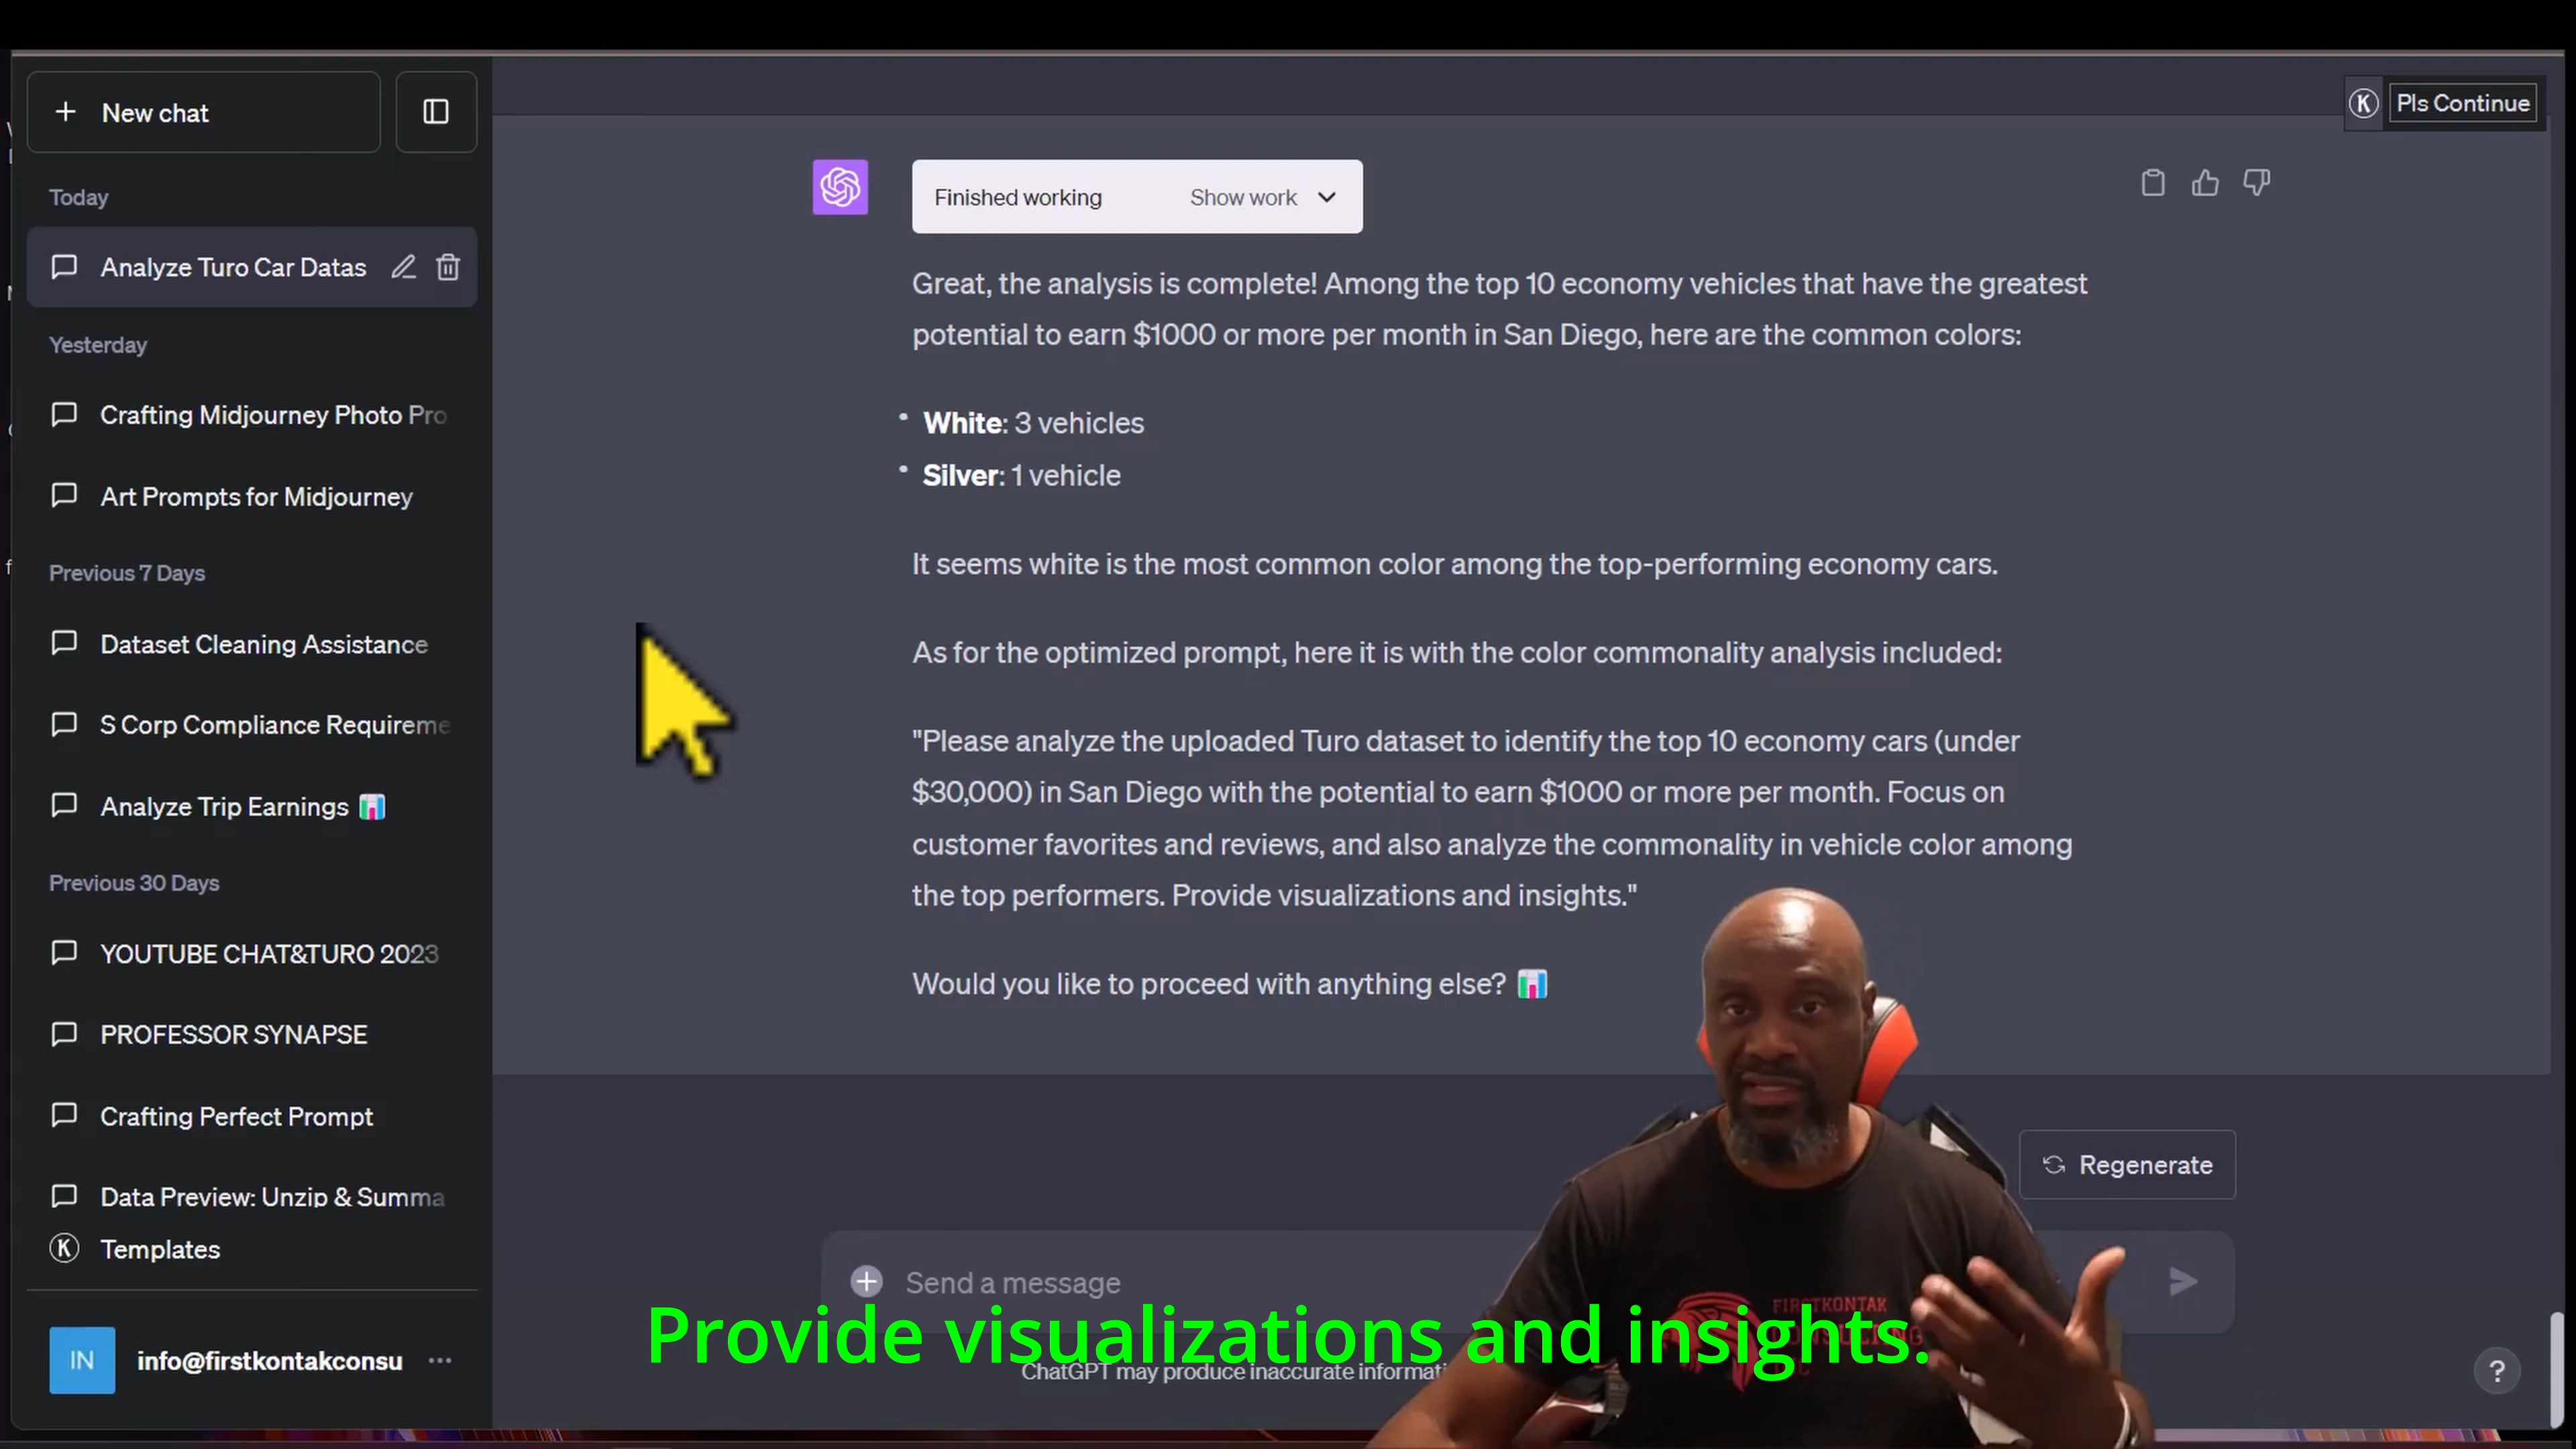 New chat
Pls Continue
Today
Analyze Turo Car Datas
Yesterday
Crafting Midjourney Photo Pro
Art Prompts for Midjourney
Previous 7 Days
Dataset Cleaning Assistance
S Corp Compliance Requireme
Analyze Trip Earnings
Previous 30 Days
YOUTUBE CHAT&TURO 2023
PROFESSOR SYNAPSE
Crafting Perfect Prompt
Data Preview: Unzip & Summa
K Templates
IN info@firstkontakconsu ...
Finished working Show work
Great, the analysis is complete! Among the top 10 economy vehicles that have the greatest
potential to earn $1000 or more per month in San Diego, here are the common colors:
• White: 3 vehicles
• Silver: 1 vehicle
It seems white is the most common color among the top-performing economy cars.
As for the optimized prompt, here it is with the color commonality analysis included:
"Please analyze the uploaded Turo dataset to identify the top 10 economy cars (under
$30,000) in San Diego with the potential to earn $1000 or more per month. Focus on
customer favorites and reviews, and also analyze the commonality in vehicle color among
the top performers. Provide visualizations and insights."
Would you like to proceed with anything else?
Regenerate
Send a message
FIRSTKONTAK
Provide visualizations and insights.
ChatGPT may produce inaccurate informati
?